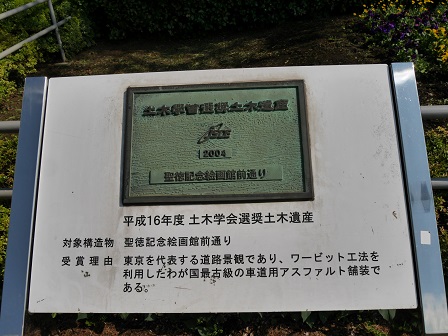 土木學會選奨土木遺産
JSCE
2004
聖徳記念絵画館前通り
平成16年度 土木学会選奨土木遺産
対象構造物 聖徳記念絵画館前通り
受賞理由 東京を代表する道路景観であり、ワービット工法を
利用したわが国最古級の車道用アスファルト舗装で
ある。